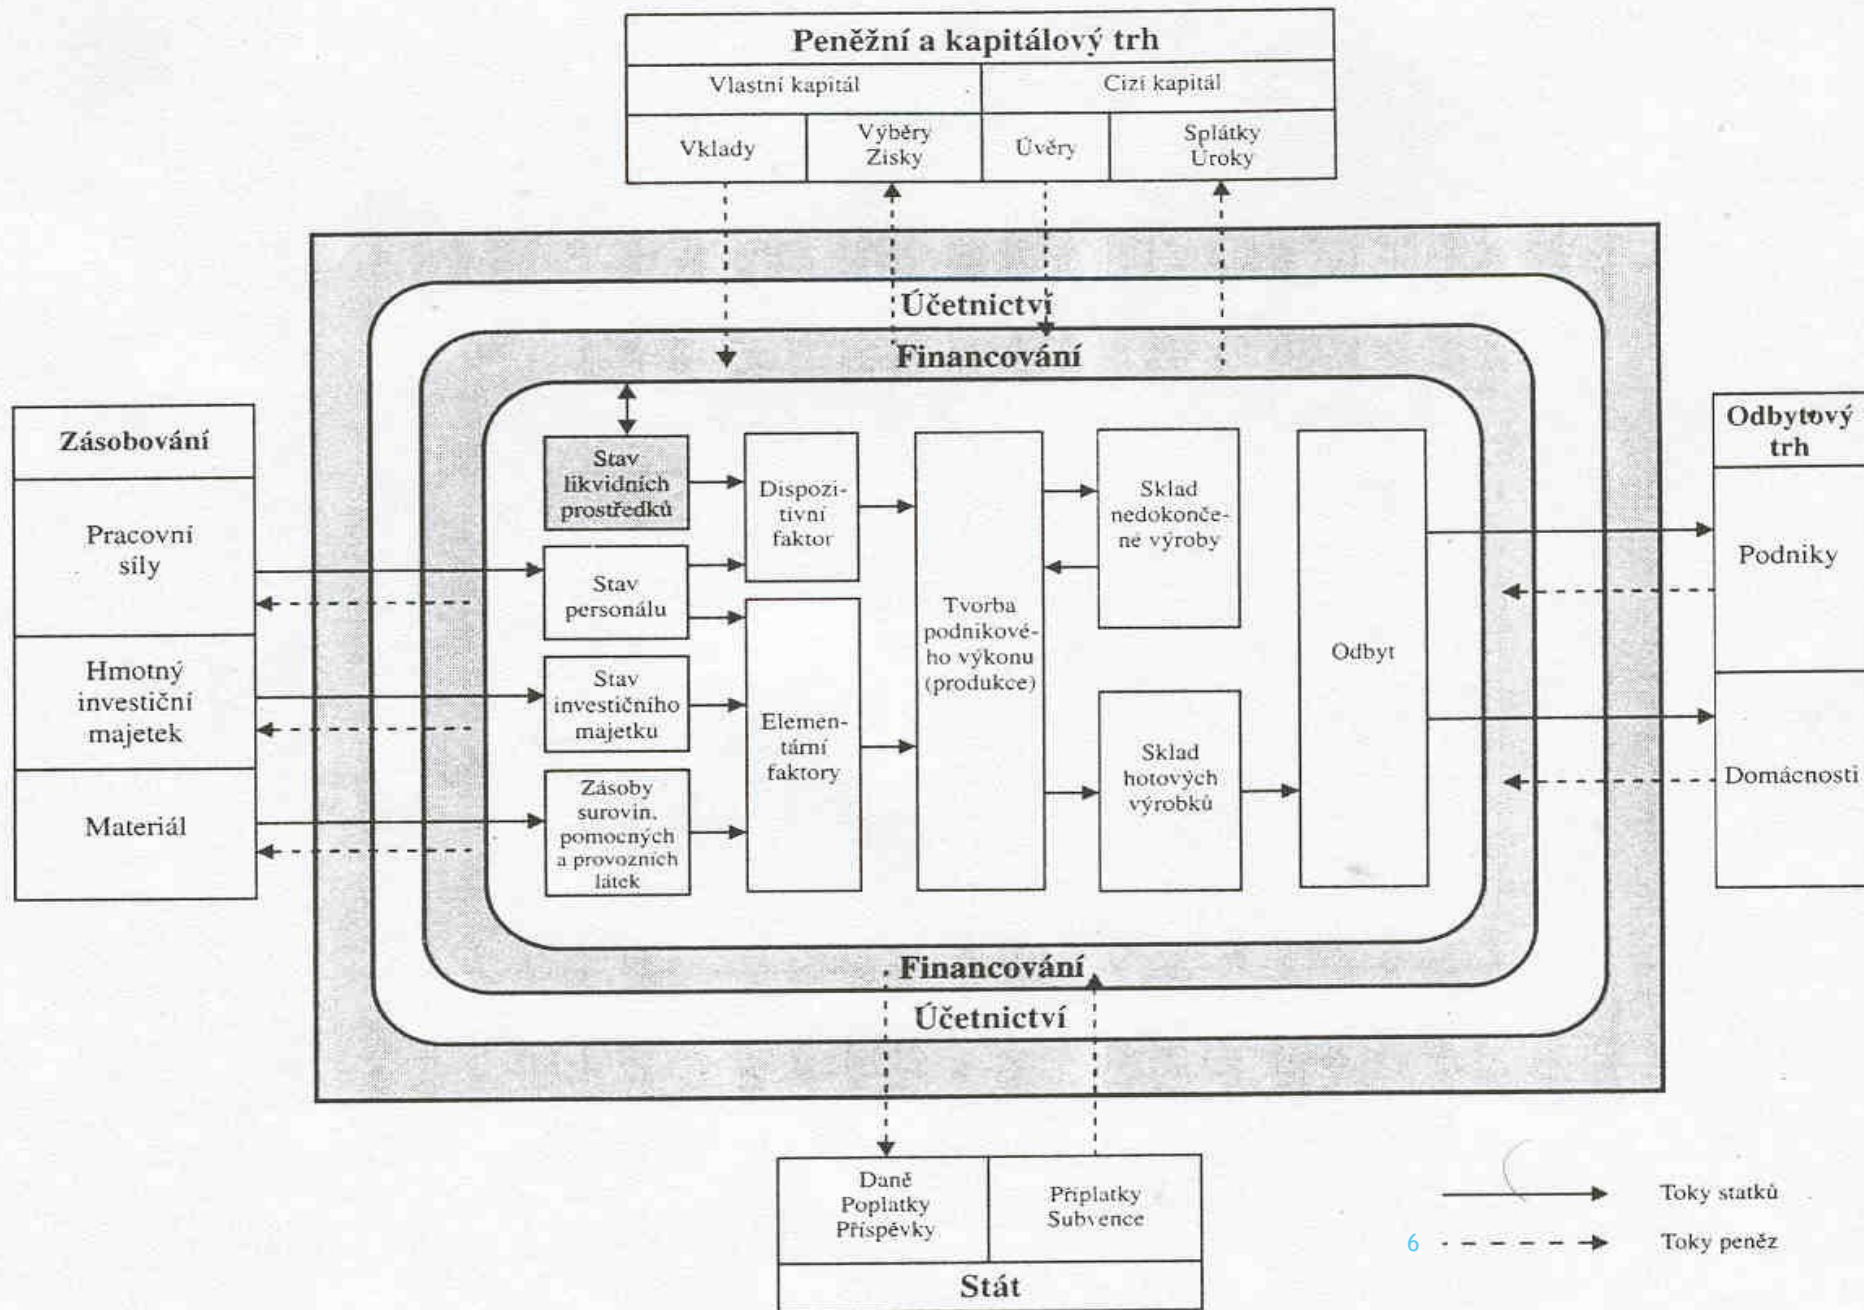 Peněžní a kapitálový trh
Vlastní kapitál
Cizí kapitál
Vklady
Výběry
Zisky
Úvěry
Splátky
Úroky
Účetnictví
Financování
Zásobování
Pracovní
síly
Hmotný
investiční
majetek
Materiál
Stav
likvidních
prostředků
Stav
personálu
Stav
investičního
majetku
Zásoby
surovin,
pomocných
a provozních
látek
Dispozi-
tivní
faktor
Elemen-
tární
faktory
Tvorba
podnikové-
ho výkonu
(produkce)
Sklad
nedokonče-
né výroby
Sklad
hotových
výrobků
Odbyt
Odbytový
trh
Podniky
Domácnosti
Financování
Účetnictví
Daně
Poplatky
Příspěvky
Příplatky
Subvence
Stát
Toky statků
6
Toky peněz